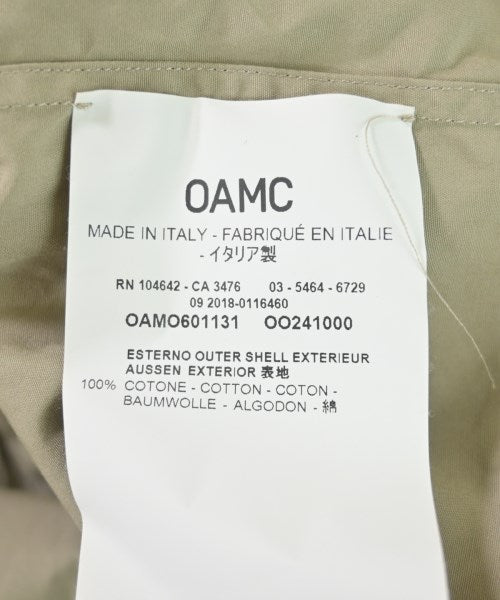 OAMC
MADE IN ITALY - FABRIQUÉ EN ITALIE
- イタリア製
RN 104642 - CA 3476 03 - 5464 - 6729
09 2018-0116460
OAMO601131 OO241000
ESTERNO OUTER SHELL EXTERIEUR
AUSSEN EXTERIOR 表地
100% COTONE - COTTON - COTON -
BAUMWOLLE - ALGODON - 綿